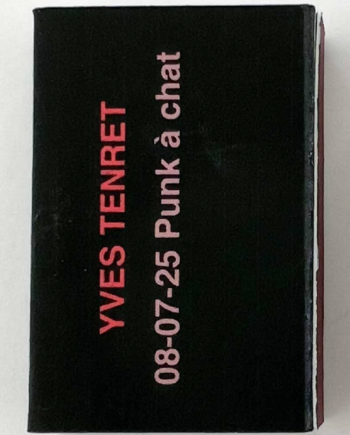 YVES TENRET
08-07-25 Punk à chat